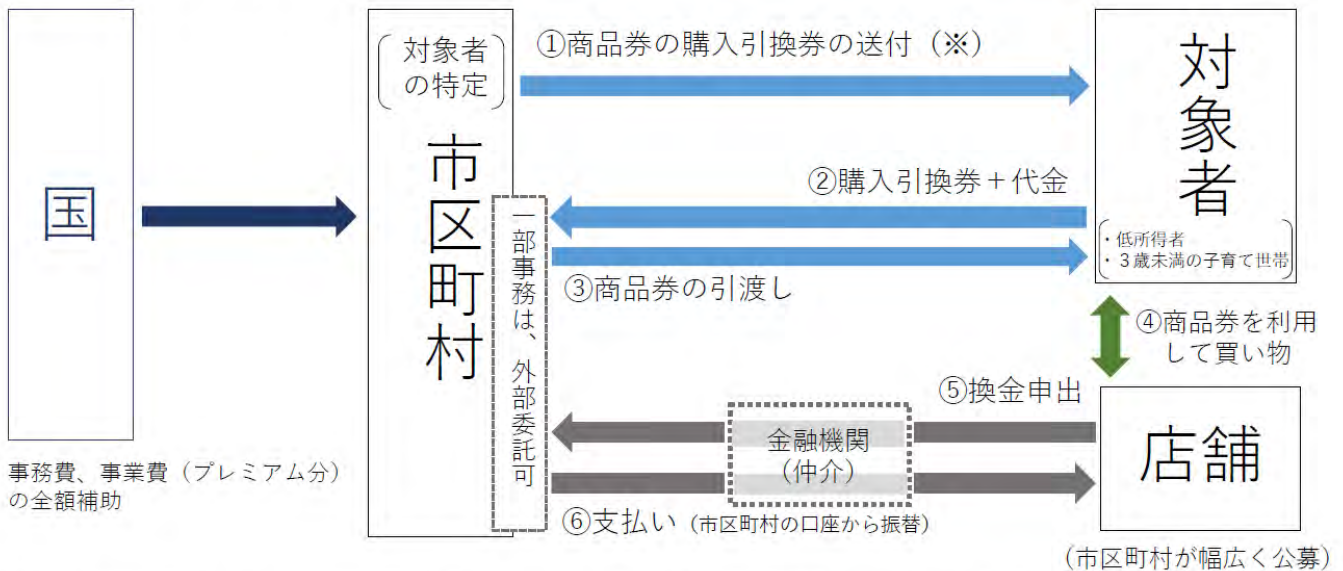 国
事務費、事業費（プレミアム分）
の全額補助
対象者
の特定
市区町村
一部事務は、外部委託可
①商品券の購入引換券の送付（※）
②購入引換券＋代金
③商品券の引渡し
対象者
・低所得者
・３歳未満の子育て世帯
④商品券を利用
して買い物
⑤換金申出
金融機関
（仲介）
⑥支払い（市区町村の口座から振替）
店舗
（市区町村が幅広く公募）